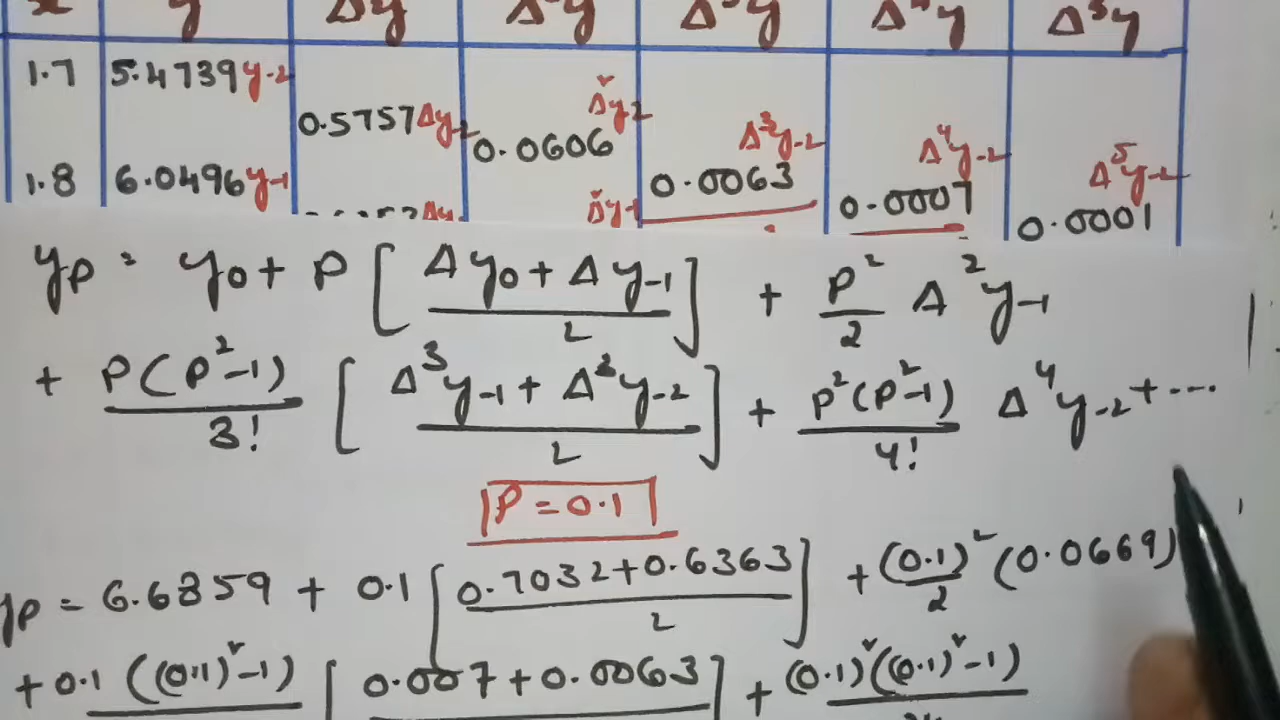 x y Δy Δ²y Δ³y Δ⁴y Δ⁵y
1.7 5.4739 y-2
Δ²y-2
0.5757 Δy-2
0.0606 Δ³y-2 Δ⁴y-2 Δ⁵y-2
1.8 6.0496 y-1 0.0063 0.0007 0.0001
yp = y0 + P [ (Δy0 + Δy-1) / 2 ] + P²/2 Δ²y-1
+ P(P²-1) / 3! [ (Δ³y-1 + Δ³y-2) / 2 ] + P²(P²-1) / 4! Δ⁴y-2 + ....
P = 0.1
yp = 6.6859 + 0.1 [ (0.7032 + 0.6363) / 2 ] + (0.1)² / 2 (0.0669)
+ 0.1 ((0.1)² - 1) [ 0.007 + 0.0063 ] + (0.1)²((0.1)² - 1)